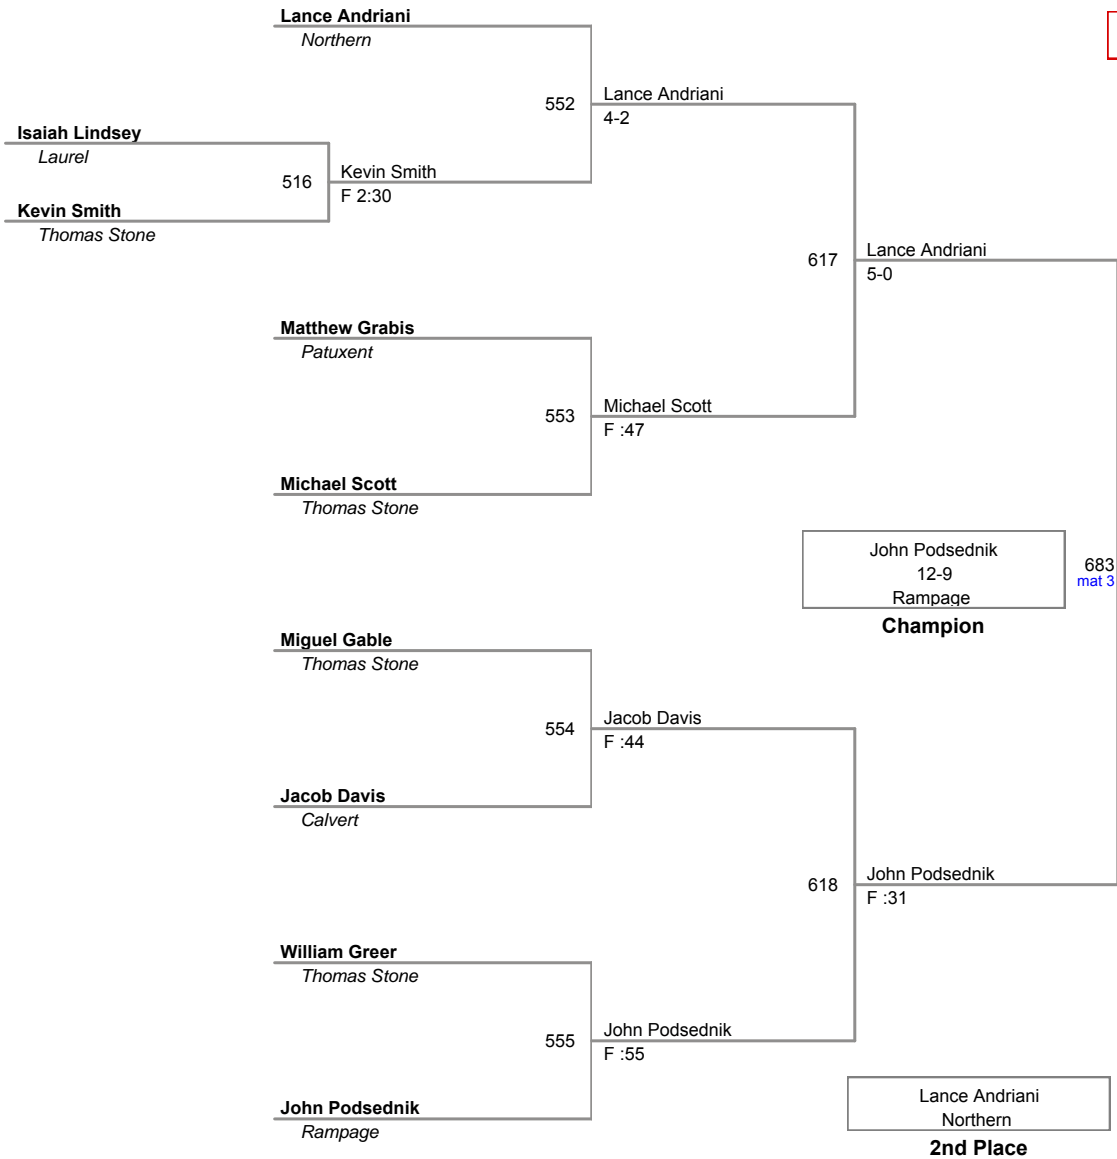 Lance Andriani
Northern
552
Lance Andriani
4-2
Isaiah Lindsey
Laurel
516
Kevin Smith
F 2:30
Kevin Smith
Thomas Stone
617
Lance Andriani
5-0
Matthew Grabis
Patuxent
553
Michael Scott
F :47
Michael Scott
Thomas Stone
John Podsednik
12-9
Rampage
Champion
683
mat 3
Miguel Gable
Thomas Stone
554
Jacob Davis
F :44
Jacob Davis
Calvert
618
John Podsednik
F :31
William Greer
Thomas Stone
555
John Podsednik
F :55
John Podsednik
Rampage
Lance Andriani
Northern
2nd Place